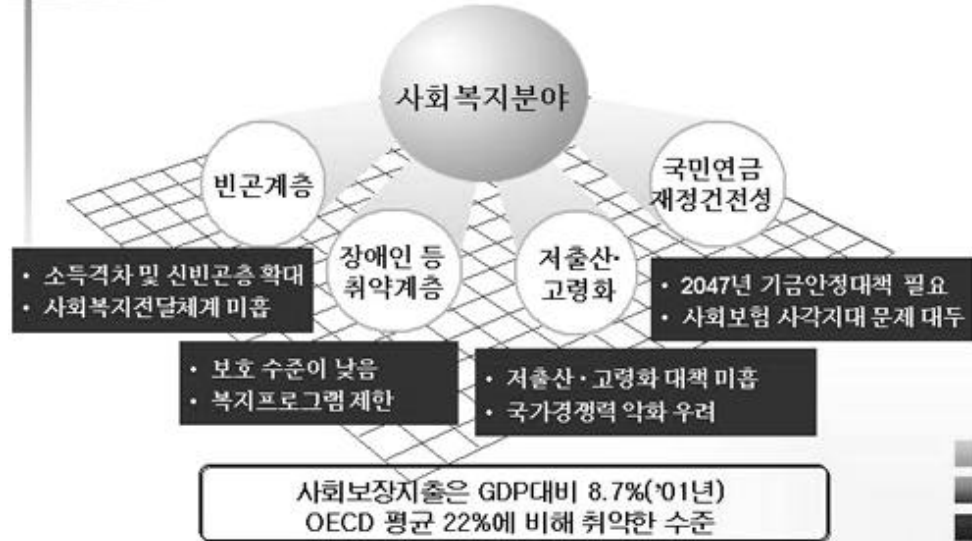 사회복지분야
빈곤계층
국민연금
재정건전성
장애인 등
취약계층
저출산·
고령화
• 소득격차 및 신빈곤층 확대
• 사회복지전달체계 미흡
• 2047년 기금안정대책 필요
• 사회보험 사각지대 문제 대두
• 보호 수준이 낮음
• 복지프로그램 제한
• 저출산·고령화 대책 미흡
• 국가경쟁력 악화 우려
사회보장지출은 GDP대비 8.7%('01년)
OECD 평균 22%에 비해 취약한 수준